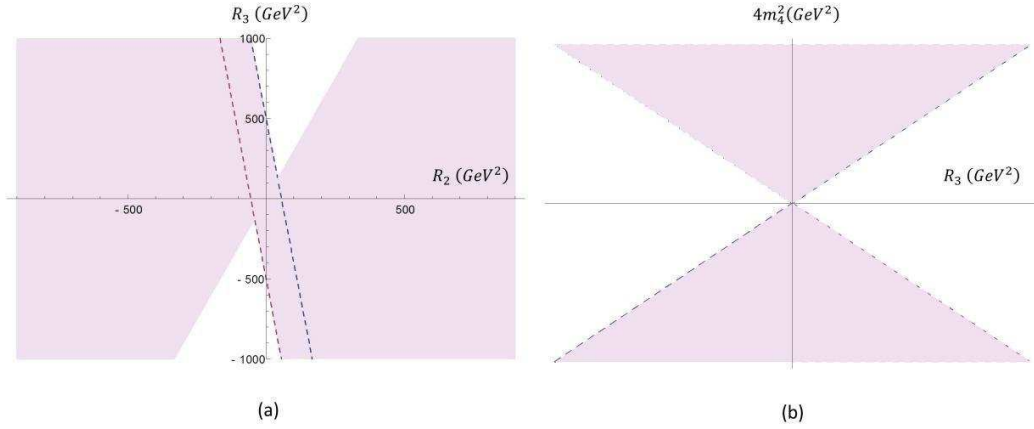 R₃ (GeV²)
1000
500
R₂ (GeV²)
- 500
500
- 500
- 1000
(a)
4m₄²(GeV²)
R₃ (GeV²)
(b)